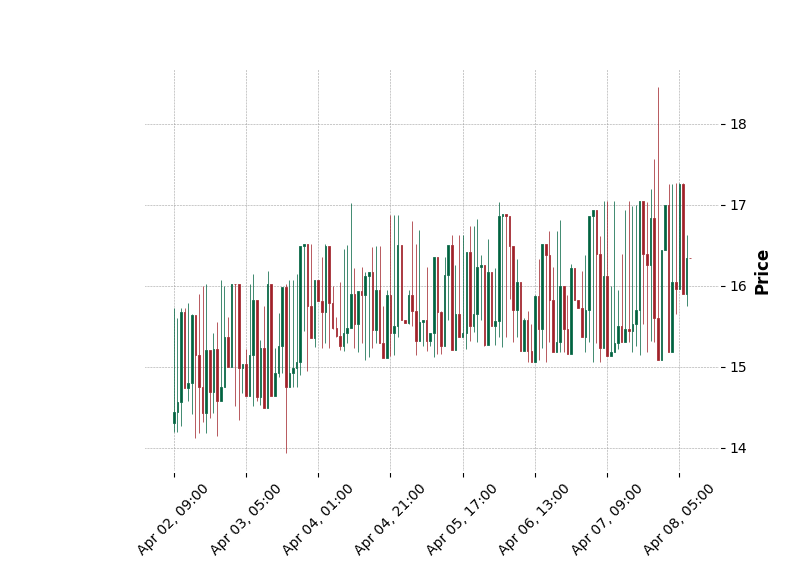 18
17
16
15
14
Price
Apr 02, 09:00
Apr 03, 05:00
Apr 04, 01:00
Apr 04, 21:00
Apr 05, 17:00
Apr 06, 13:00
Apr 07, 09:00
Apr 08, 05:00